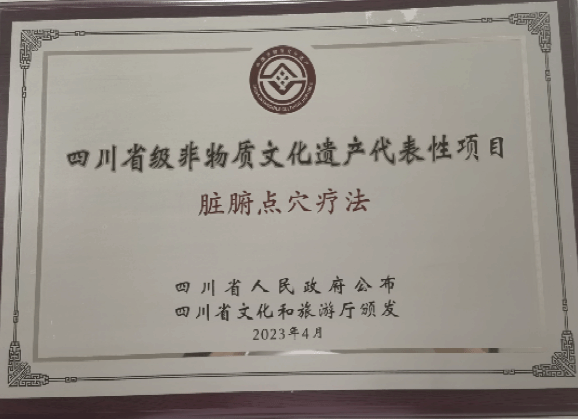 四川省级非物质文化遗产代表性项目
脏腑点穴疗法
四川省人民政府公布
四川省文化和旅游厅颁发
2023年4月